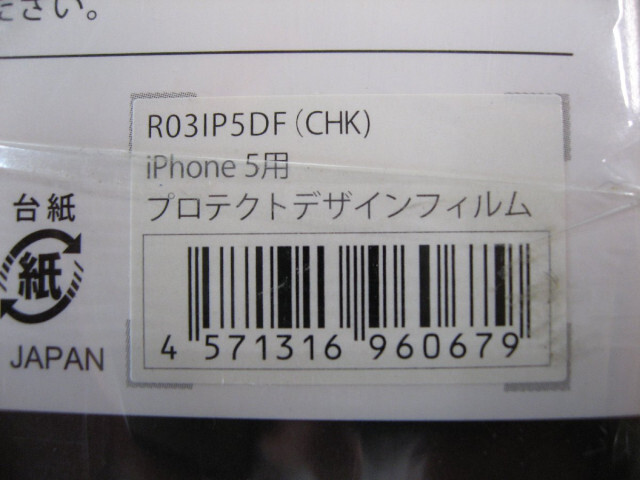 ださい。
R03IP5DF(CHK)
iPhone 5用
プロテクトデザインフィルム
台紙
紙
JAPAN
4 571316 960679